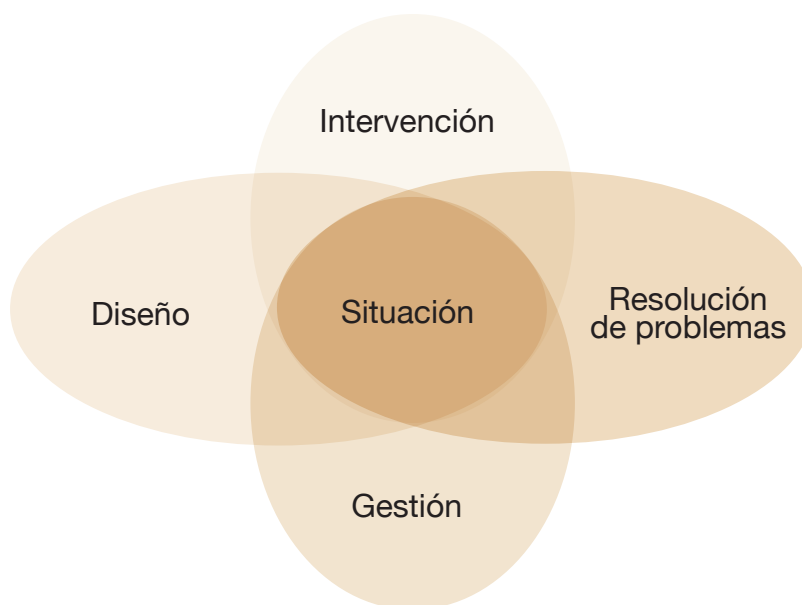 Intervención
Diseño
Situación
Resolución
de problemas
Gestión